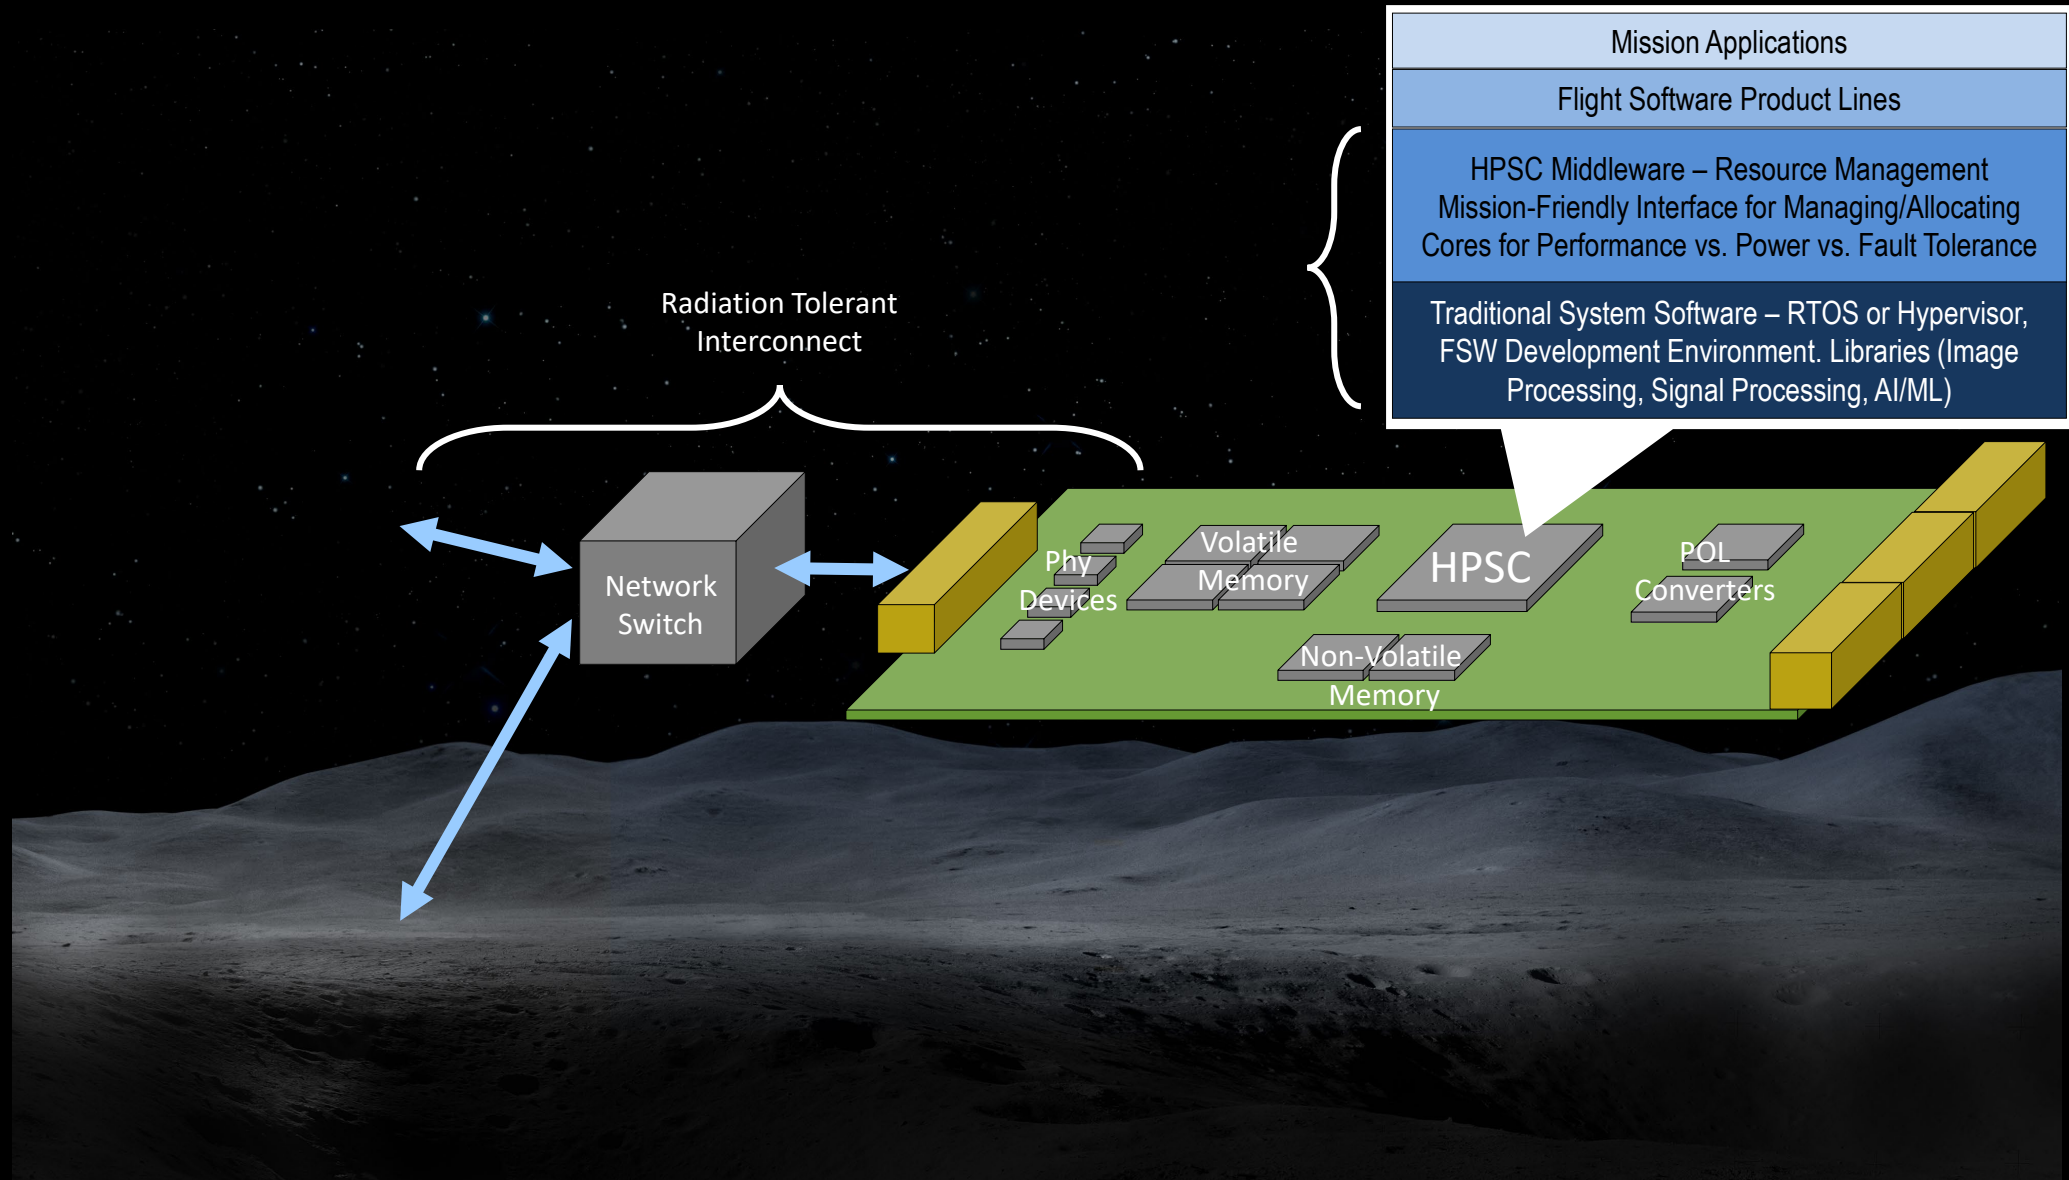 Mission Applications
Flight Software Product Lines
HPSC Middleware – Resource Management
Mission-Friendly Interface for Managing/Allocating
Cores for Performance vs. Power vs. Fault Tolerance
Traditional System Software – RTOS or Hypervisor,
FSW Development Environment. Libraries (Image
Processing, Signal Processing, AI/ML)
Radiation Tolerant
Interconnect
Network
Switch
Phy
Devices
Volatile
Memory
HPSC
POL
Converters
Non-Volatile
Memory